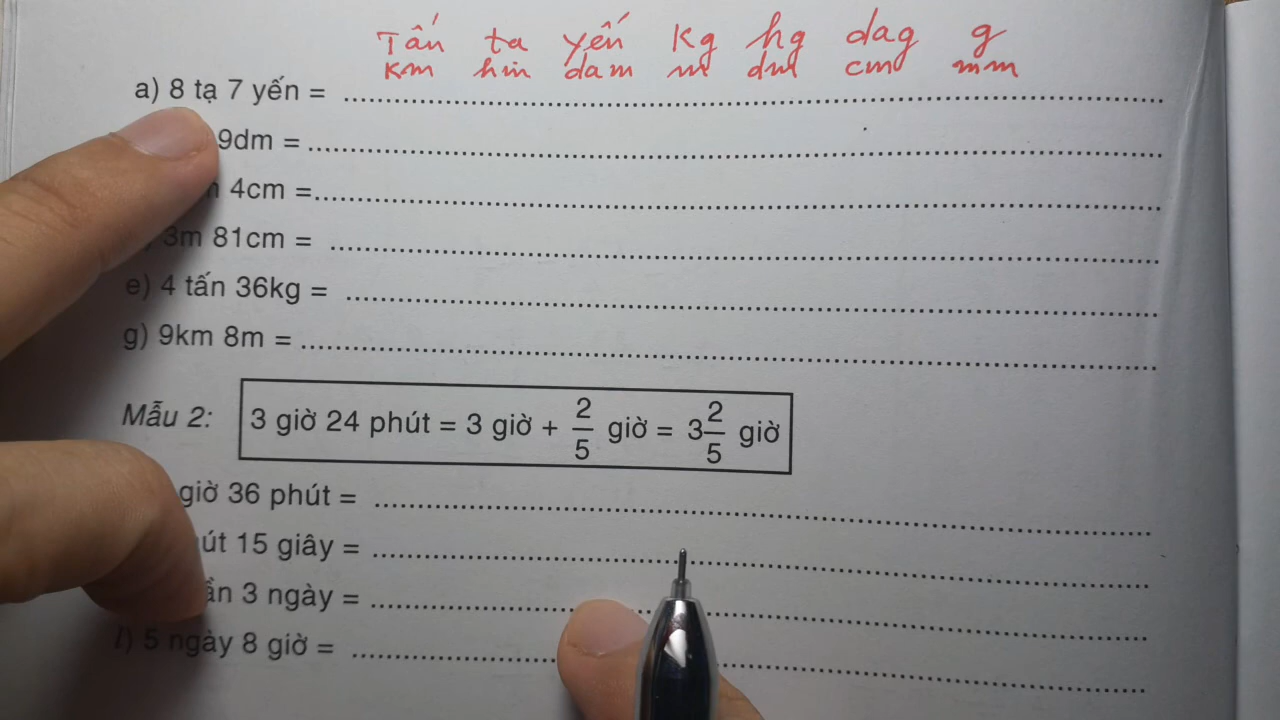 Tấn tạ yến Kg hg dag g
Km hm dam m dm cm mm
a) 8 tạ 7 yến =
9dm =
4cm =
3m 81cm =
e) 4 tấn 36kg =
g) 9km 8m =
Mẫu 2: 3 giờ 24 phút = 3 giờ + 2/5 giờ = 3 2/5 giờ
giờ 36 phút =
15 giây =
3 ngày =
l) 5 ngày 8 giờ =